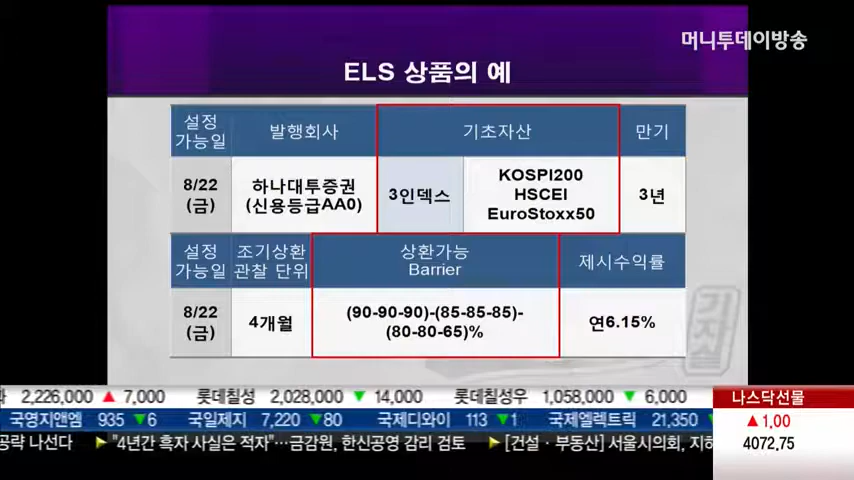 머니투데이방송
ELS 상품의 예
설정
가능일
발행회사
기초자산
만기
8/22
(금)
하나대투증권
(신용등급AA0)
3인덱스
KOSPI200
HSCEI
EuroStoxx50
3년
설정
가능일
조기상환
관찰 단위
상환가능
Barrier
제시수익률
8/22
(금)
4개월
(90-90-90)-(85-85-85)-
(80-80-65)%
연6.15%
기자실
2,226,000 ▲ 7,000 롯데칠성 2,028,000 ▼ 14,000 롯데칠성우 1,058,000 ▼ 6,000
국영지앤엠 935 ▼6 국일제지 7,220 ▼80 국제디와이 113 ▼1 국제엘렉트릭 21,350 ▼
공략 나선다 ▶"4년간 흑자 사실은 적자"…금감원, 한신공영 감리 검토 ▶[건설·부동산] 서울시의회, 지하
나스닥선물
▲1,00
4072.75